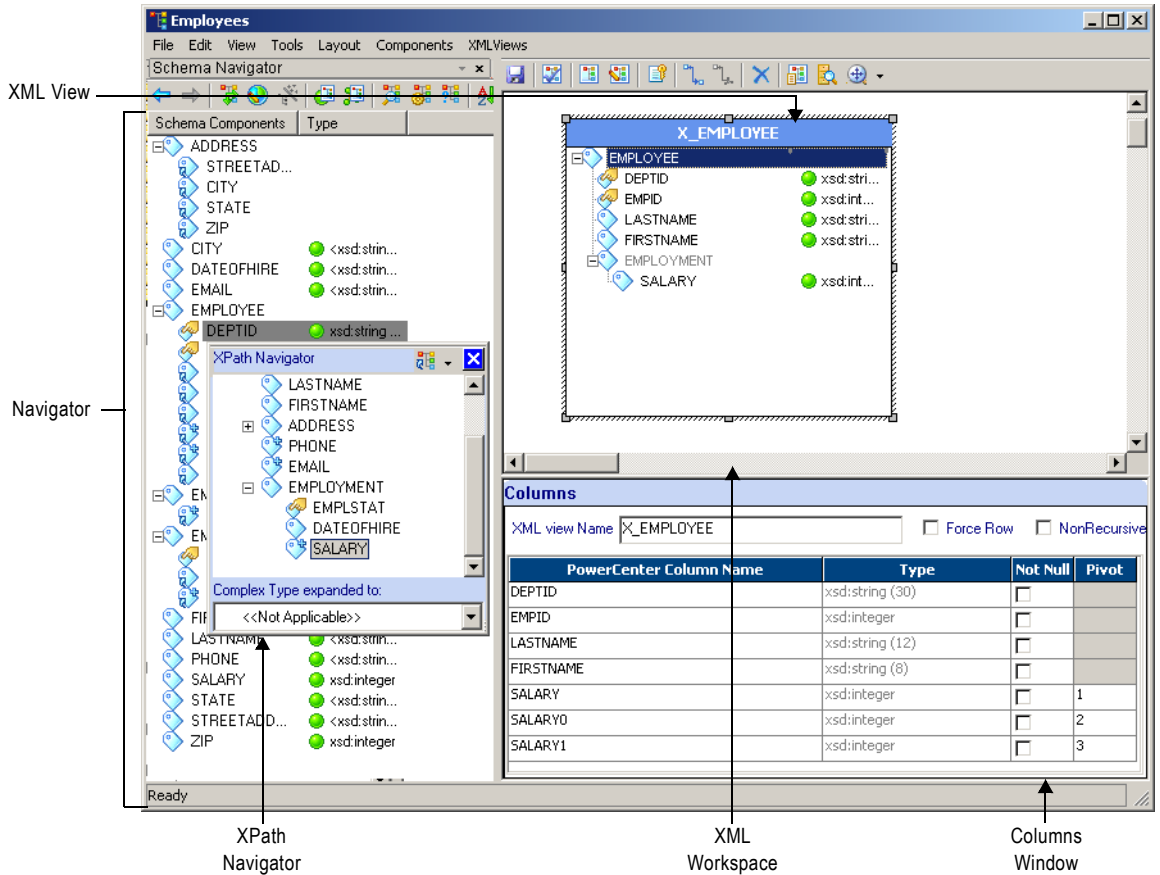 Employees
File Edit View Tools Layout Components XMLViews
Schema Navigator
Schema Components Type
ADDRESS
STREETAD...
CITY
STATE
ZIP
CITY <xsd:strin...
DATEOFHIRE <xsd:strin...
EMAIL <xsd:strin...
EMPLOYEE
DEPTID xsd:string ...
XPath Navigator
LASTNAME
FIRSTNAME
ADDRESS
PHONE
EMAIL
EMPLOYMENT
EMPLSTAT
DATEOFHIRE
SALARY
Complex Type expanded to:
<<Not Applicable>>
EM
EM
FIF
LASTNAME <xsd:strin...
PHONE <xsd:strin...
SALARY xsd:integer
STATE <xsd:strin...
STREETADD... <xsd:strin...
ZIP xsd:integer
X_EMPLOYEE
EMPLOYEE
DEPTID xsd:stri...
EMPID xsd:int...
LASTNAME xsd:stri...
FIRSTNAME xsd:stri...
EMPLOYMENT
SALARY xsd:int...
Columns
XML view Name X_EMPLOYEE Force Row NonRecursive
PowerCenter Column Name Type Not Null Pivot
DEPTID xsd:string (30)
EMPID xsd:integer
LASTNAME xsd:string (12)
FIRSTNAME xsd:string (8)
SALARY xsd:integer 1
SALARY0 xsd:integer 2
SALARY1 xsd:integer 3
Ready
XML View
Navigator
XPath
Navigator
XML
Workspace
Columns
Window